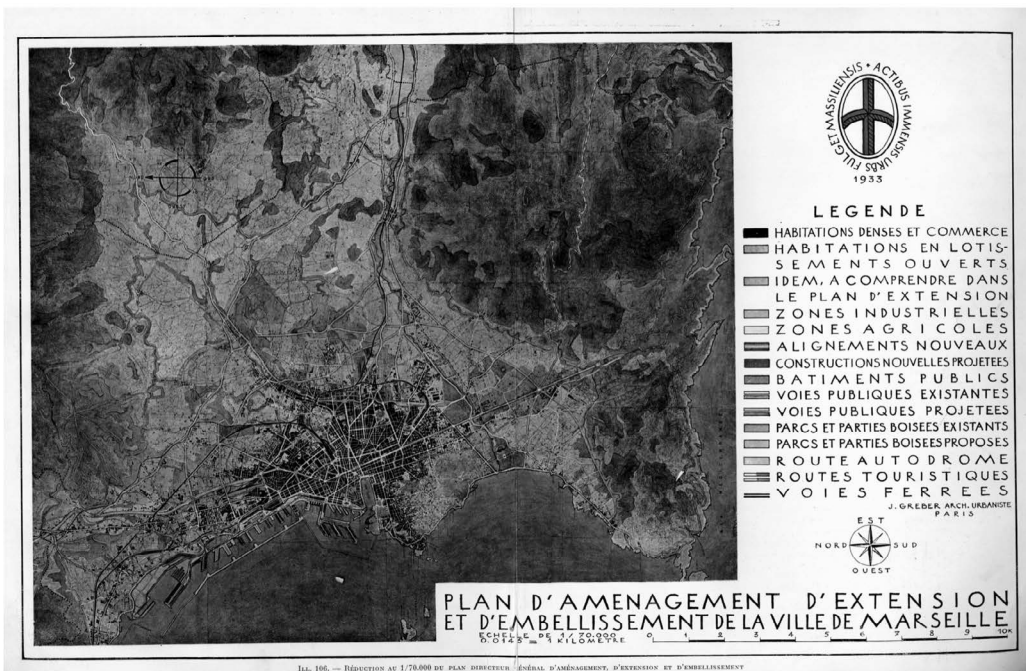 ACTIBUS IMMENSIS URBS FULGET MASSILIENSIS
1933
LEGENDE
HABITATIONS DENSES ET COMMERCE
HABITATIONS EN LOTIS-
SEMENTS OUVERTS
IDEM, A COMPRENDRE DANS
LE PLAN D'EXTENSION
ZONES INDUSTRIELLES
ZONES AGRICOLES
ALIGNEMENTS NOUVEAUX
CONSTRUCTIONS NOUVELLES PROJETEES
BATIMENTS PUBLICS
VOIES PUBLIQUES EXISTANTES
VOIES PUBLIQUES PROJETEES
PARCS ET PARTIES BOISEES EXISTANTS
PARCS ET PARTIES BOISEES PROPOSES
ROUTE AUTODROME
ROUTES TOURISTIQUES
VOIES FERREES
J. GREBER ARCH. URBANISTE
PARIS
EST
NORD SUD
OUEST
PLAN D'AMENAGEMENT D'EXTENSION
ET D'EMBELLISSEMENT DE LA VILLE DE MARSEILLE
ECHELLE DE 1/70.000
0.0143 = 1 KILOMETRE
0 1 2 3 4 5 6 7 8 9 10K
ILL. 106. — RÉDUCTION AU 1/70.000 DU PLAN DIRECTEUR GÉNÉRAL D'AMÉNAGEMENT, D'EXTENSION ET D'EMBELLISSEMENT